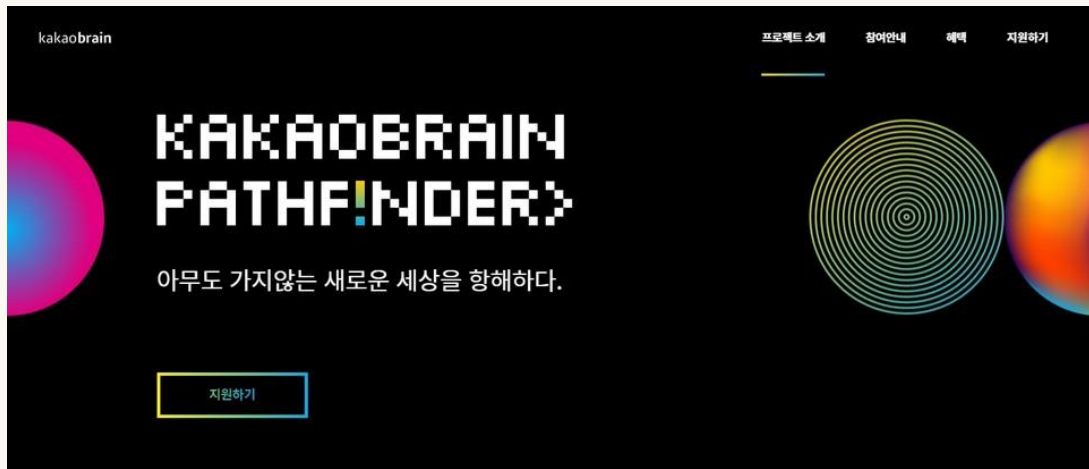 kakaobrain
프로젝트 소개 참여안내 혜택 지원하기
KAKAOBRAIN
PATHF!NDER>
아무도 가지않는 새로운 세상을 항해하다.
지원하기